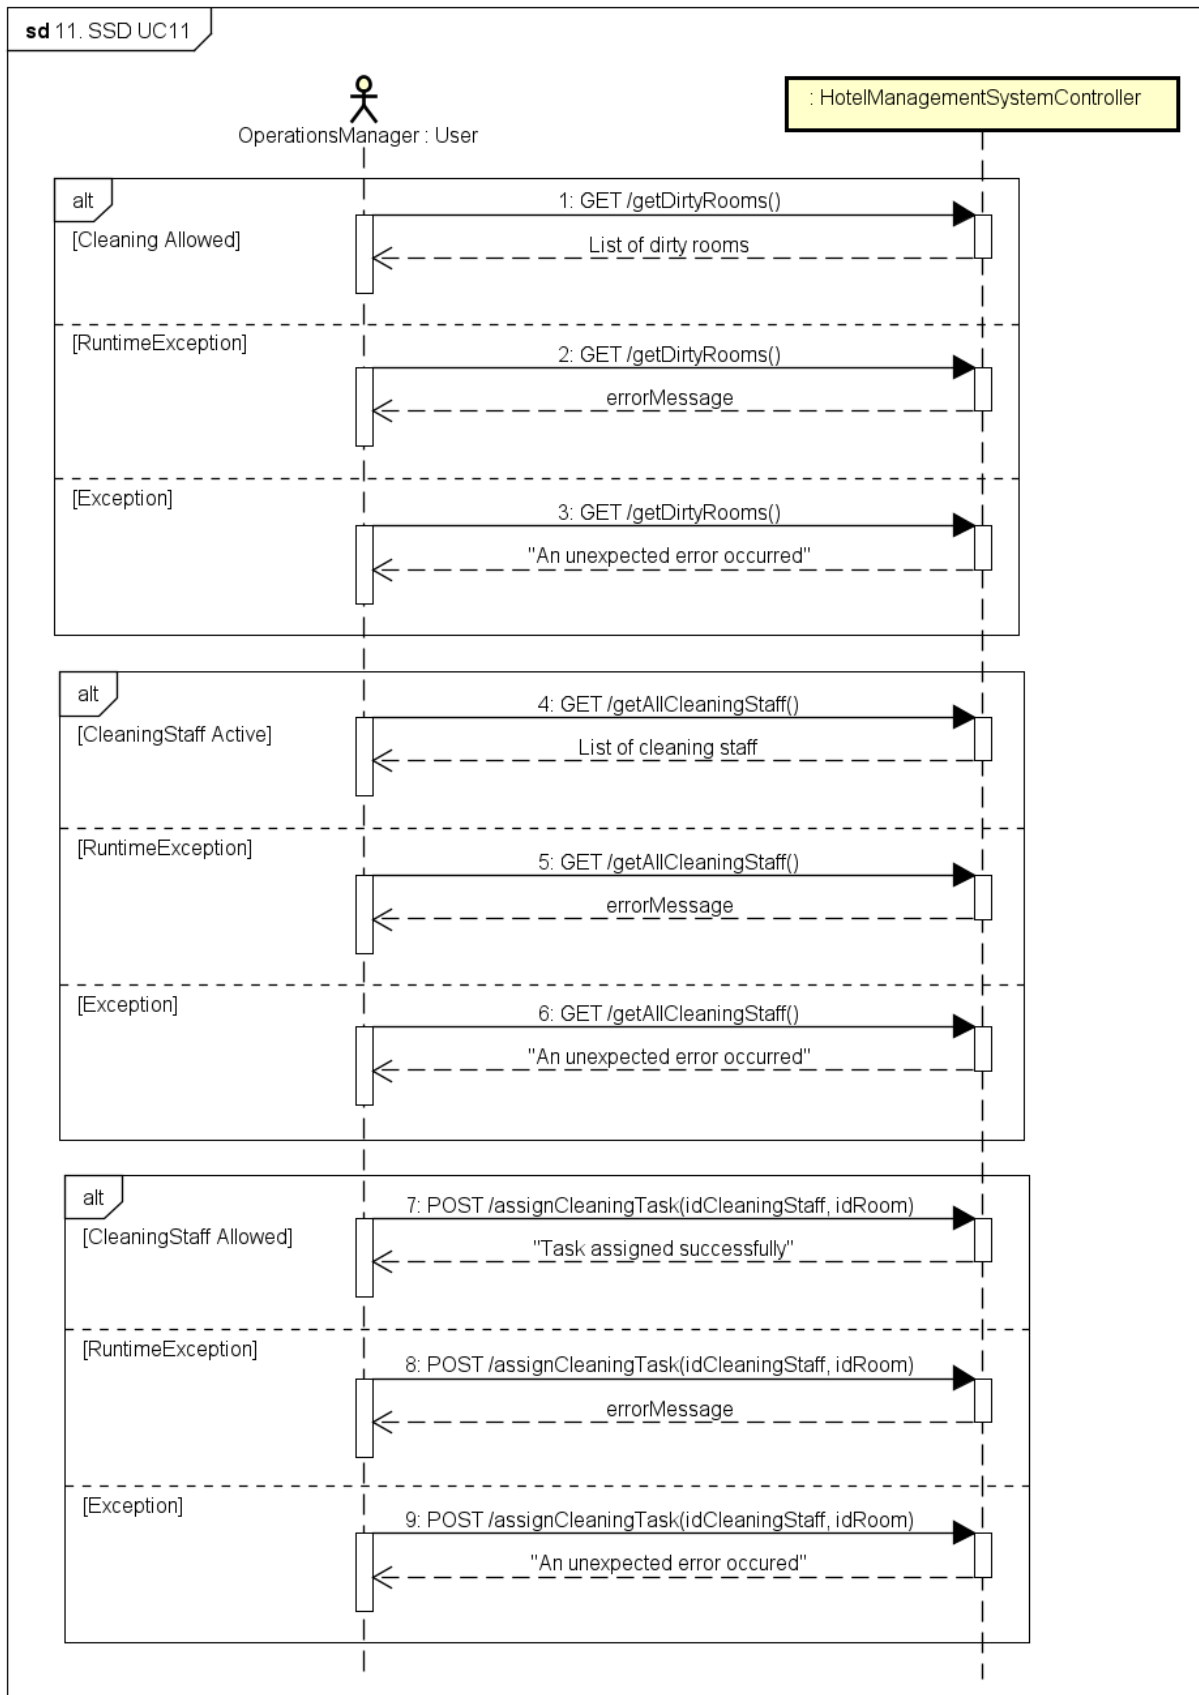 sd 11. SSD UC11
OperationsManager : User
: HotelManagementSystemController
alt
1: GET /getDirtyRooms()
[Cleaning Allowed]
List of dirty rooms
[RuntimeException]
2: GET /getDirtyRooms()
errorMessage
[Exception]
3: GET /getDirtyRooms()
"An unexpected error occurred"
alt
4: GET /getAllCleaningStaff()
[CleaningStaff Active]
List of cleaning staff
[RuntimeException]
5: GET /getAllCleaningStaff()
errorMessage
[Exception]
6: GET /getAllCleaningStaff()
"An unexpected error occurred"
alt
7: POST /assignCleaningTask(idCleaningStaff, idRoom)
[CleaningStaff Allowed]
"Task assigned successfully"
[RuntimeException]
8: POST /assignCleaningTask(idCleaningStaff, idRoom)
errorMessage
[Exception]
9: POST /assignCleaningTask(idCleaningStaff, idRoom)
"An unexpected error occured"